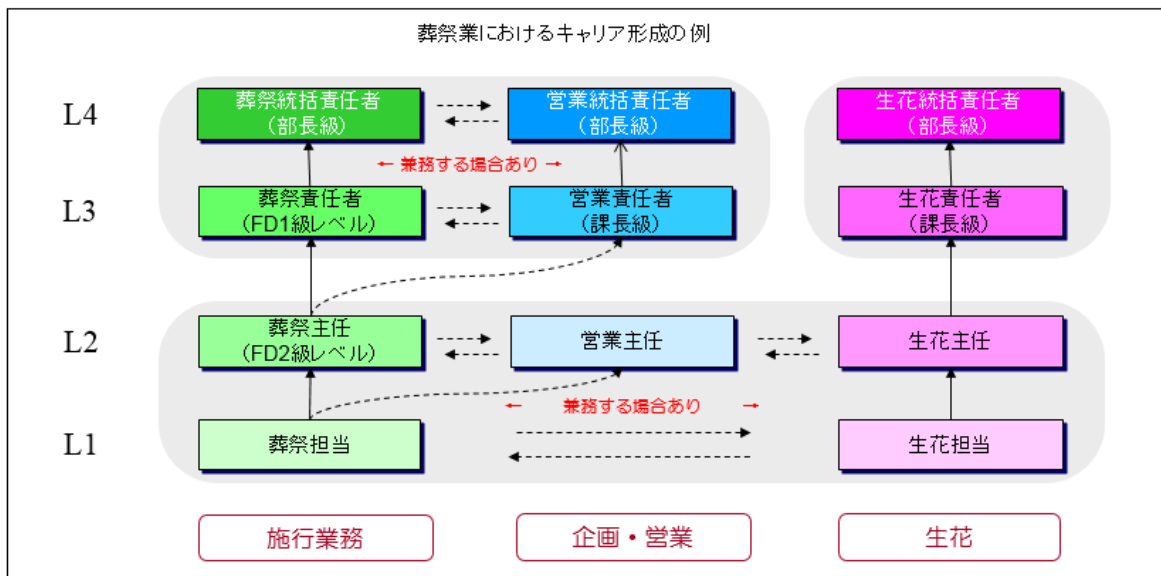 葬祭業におけるキャリア形成の例
L4
葬祭統括責任者
（部長級）
営業統括責任者
（部長級）
生花統括責任者
（部長級）
← 兼務する場合あり →
L3
葬祭責任者
(FD1級レベル)
営業責任者
（課長級）
生花責任者
（課長級）
L2
葬祭主任
(FD2級レベル)
営業主任
生花主任
← 兼務する場合あり →
L1
葬祭担当
生花担当
施行業務
企画・営業
生花